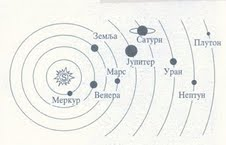 Сатурн
Плутон
Земља
Јупитер
Марс
Уран
Меркур
Венера
Нептун